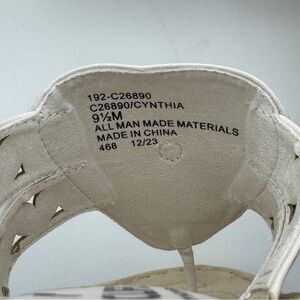 192-C26890
C26890/CYNTHIA
9½M
ALL MAN MADE MATERIALS
MADE IN CHINA
468 12/23